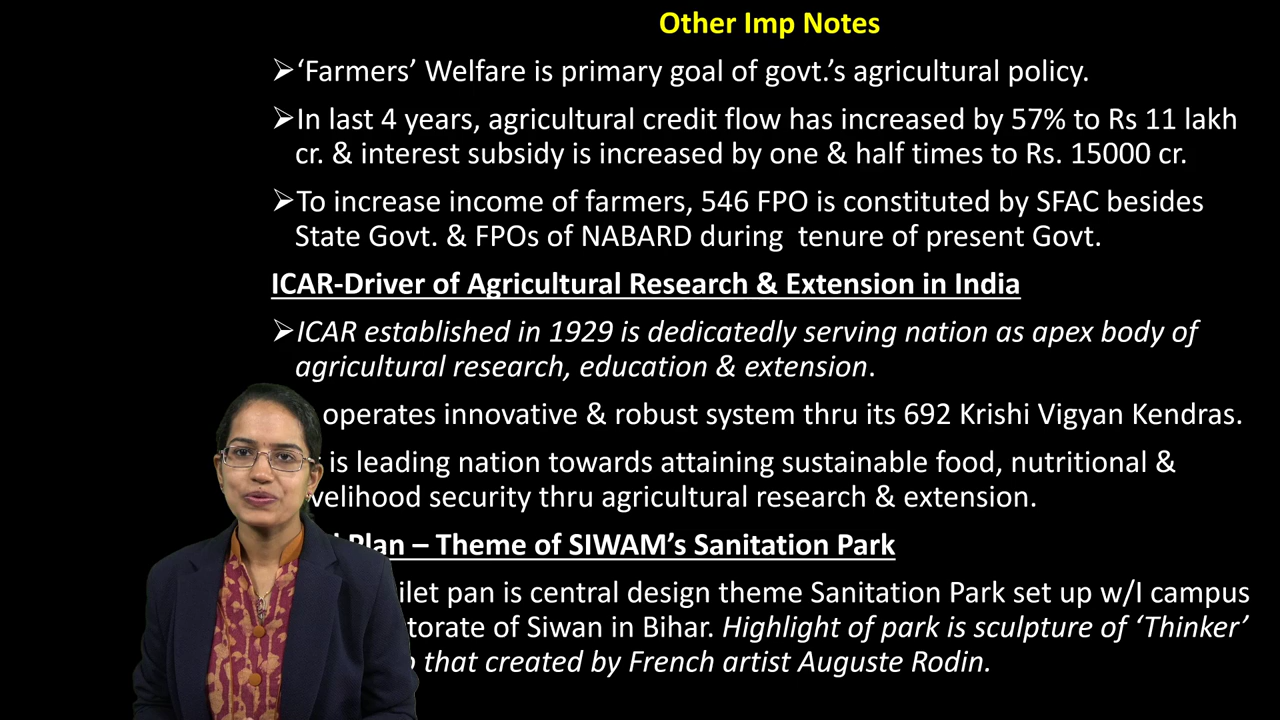 Other Imp Notes
➢‘Farmers’ Welfare is primary goal of govt.’s agricultural policy.
➢In last 4 years, agricultural credit flow has increased by 57% to Rs 11 lakh
cr. & interest subsidy is increased by one & half times to Rs. 15000 cr.
➢To increase income of farmers, 546 FPO is constituted by SFAC besides
State Govt. & FPOs of NABARD during tenure of present Govt.
ICAR-Driver of Agricultural Research & Extension in India
➢ICAR established in 1929 is dedicatedly serving nation as apex body of
agricultural research, education & extension.
operates innovative & robust system thru its 692 Krishi Vigyan Kendras.
is leading nation towards attaining sustainable food, nutritional &
security thru agricultural research & extension.
Plan – Theme of SIWAM’s Sanitation Park
pan is central design theme Sanitation Park set up w/I campus
of Siwan in Bihar. Highlight of park is sculpture of ‘Thinker’
that created by French artist Auguste Rodin.